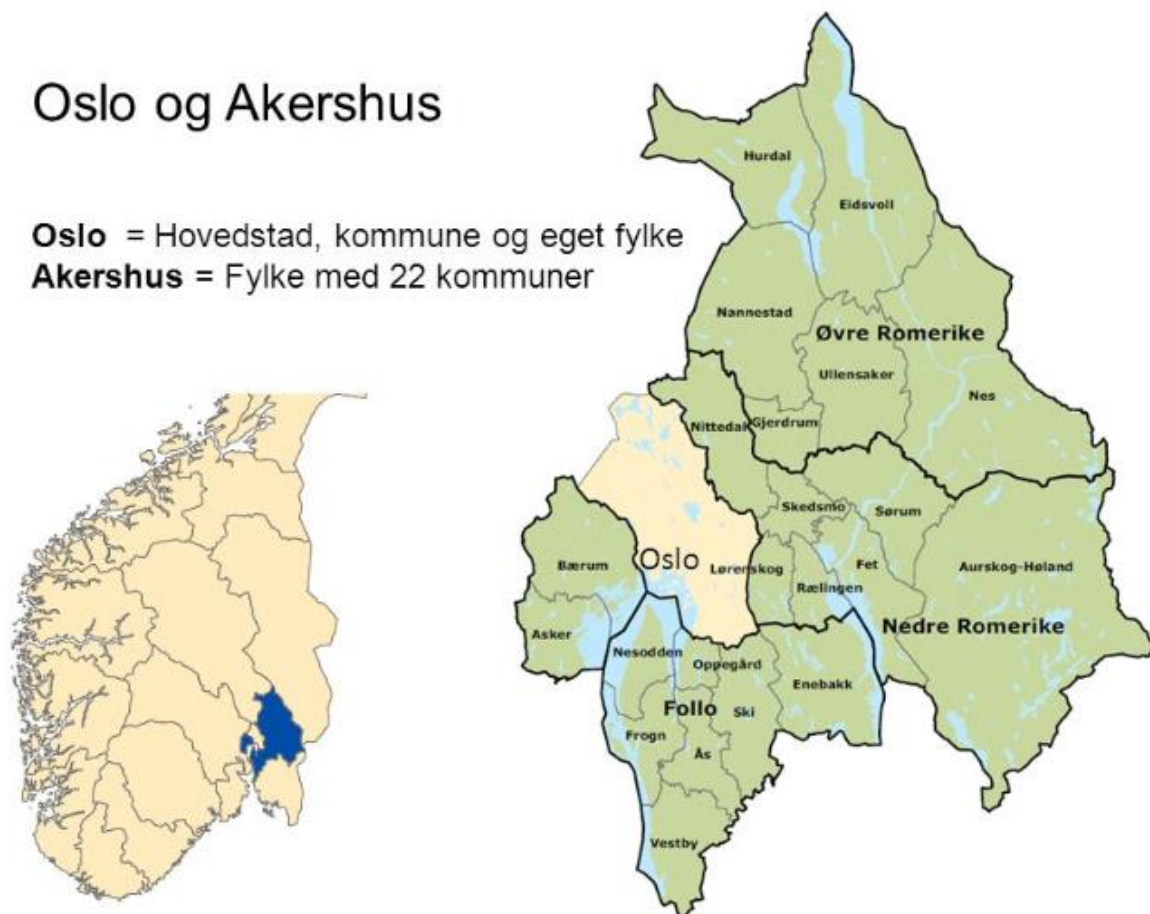 Oslo og Akershus
Oslo = Hovedstad, kommune og eget fylke
Akershus = Fylke med 22 kommuner
Hurdal
Eidsvoll
Nannestad
Øvre Romerike
Ullensaker
Nes
Nittedal
Gjerdrum
Skedsmo
Sørum
Bærum
Oslo
Lørenskog
Fet
Aurskog-Høland
Rælingen
Asker
Nedre Romerike
Nesodden
Oppegård
Enebakk
Follo
Ski
Frogn
Ås
Vestby